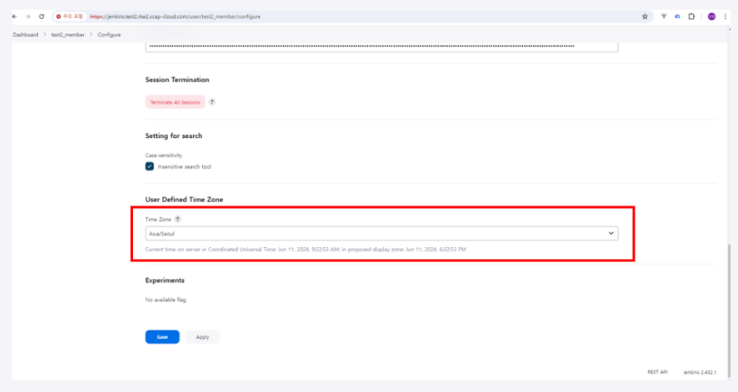 주의 요함 https://jenkins.test2.rke2.scap-cloud.com/user/test2_member/configure
Dashboard > test2_member > Configure
Session Termination
Terminate All Sessions ?
Setting for search
Case-sensitivity
Insensitive search tool
User Defined Time Zone
Time Zone ?
Asia/Seoul
Current time on server in Coordinated Universal Time: Jun 11, 2026, 9:22:53 AM; in proposed display zone: Jun 11, 2026, 6:22:53 PM
Experiments
No available flag
Save Apply
REST API Jenkins 2.452.1